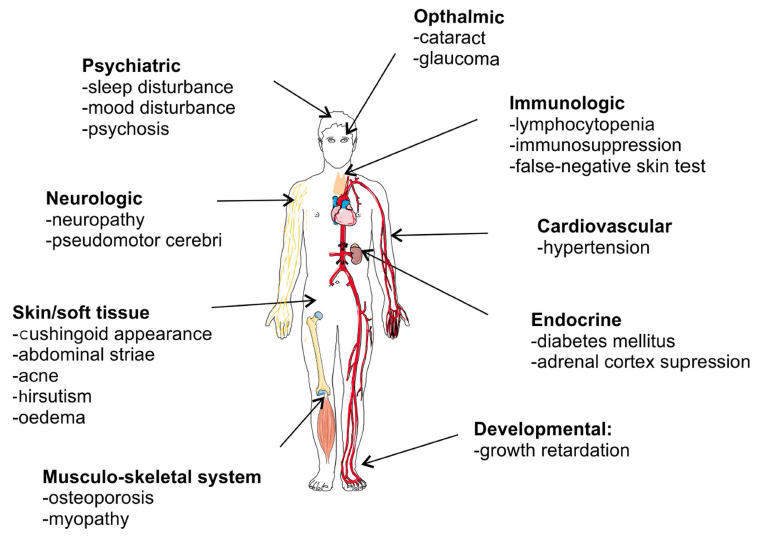 Opthalmic
-cataract
-glaucoma
Psychiatric
-sleep disturbance
-mood disturbance
-psychosis
Immunologic
-lymphocytopenia
-immunosuppression
-false-negative skin test
Neurologic
-neuropathy
-pseudomotor cerebri
Cardiovascular
-hypertension
Skin/soft tissue
-cushingoid appearance
-abdominal striae
-acne
-hirsutism
-oedema
Endocrine
-diabetes mellitus
-adrenal cortex supression
Developmental:
-growth retardation
Musculo-skeletal system
-osteoporosis
-myopathy